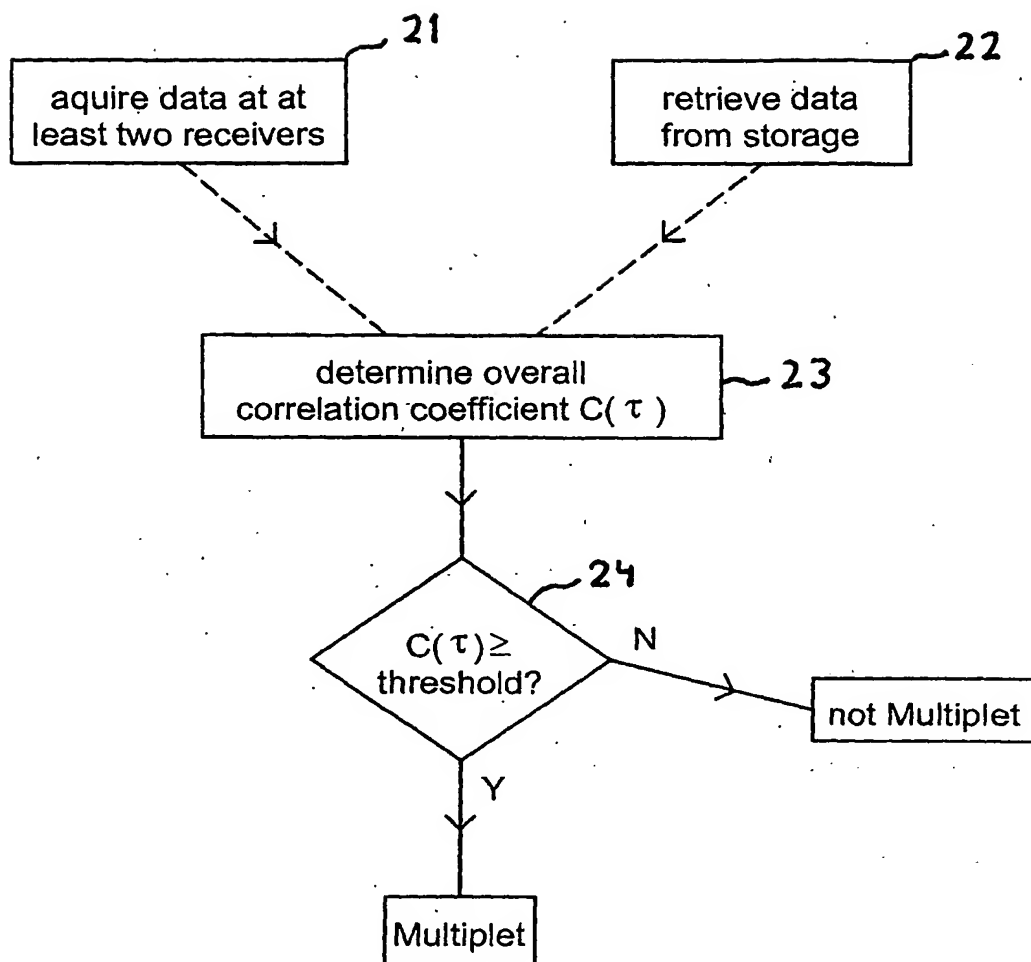 21
22
aquire data at at
least two receivers
retrieve data
from storage
determine overall
correlation coefficient C(τ)
23
24
C(τ)≥
threshold?
N
not Multiplet
Y
Multiplet